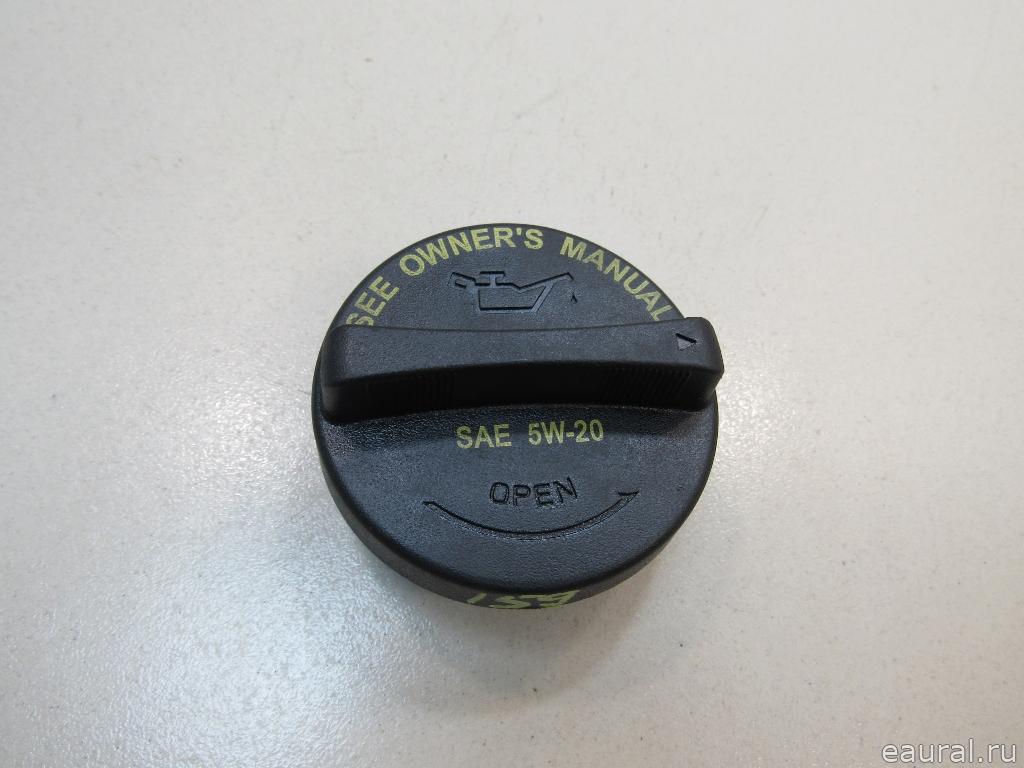 SEE OWNER'S MANUAL
SAE 5W-20
OPEN
eaural.ru